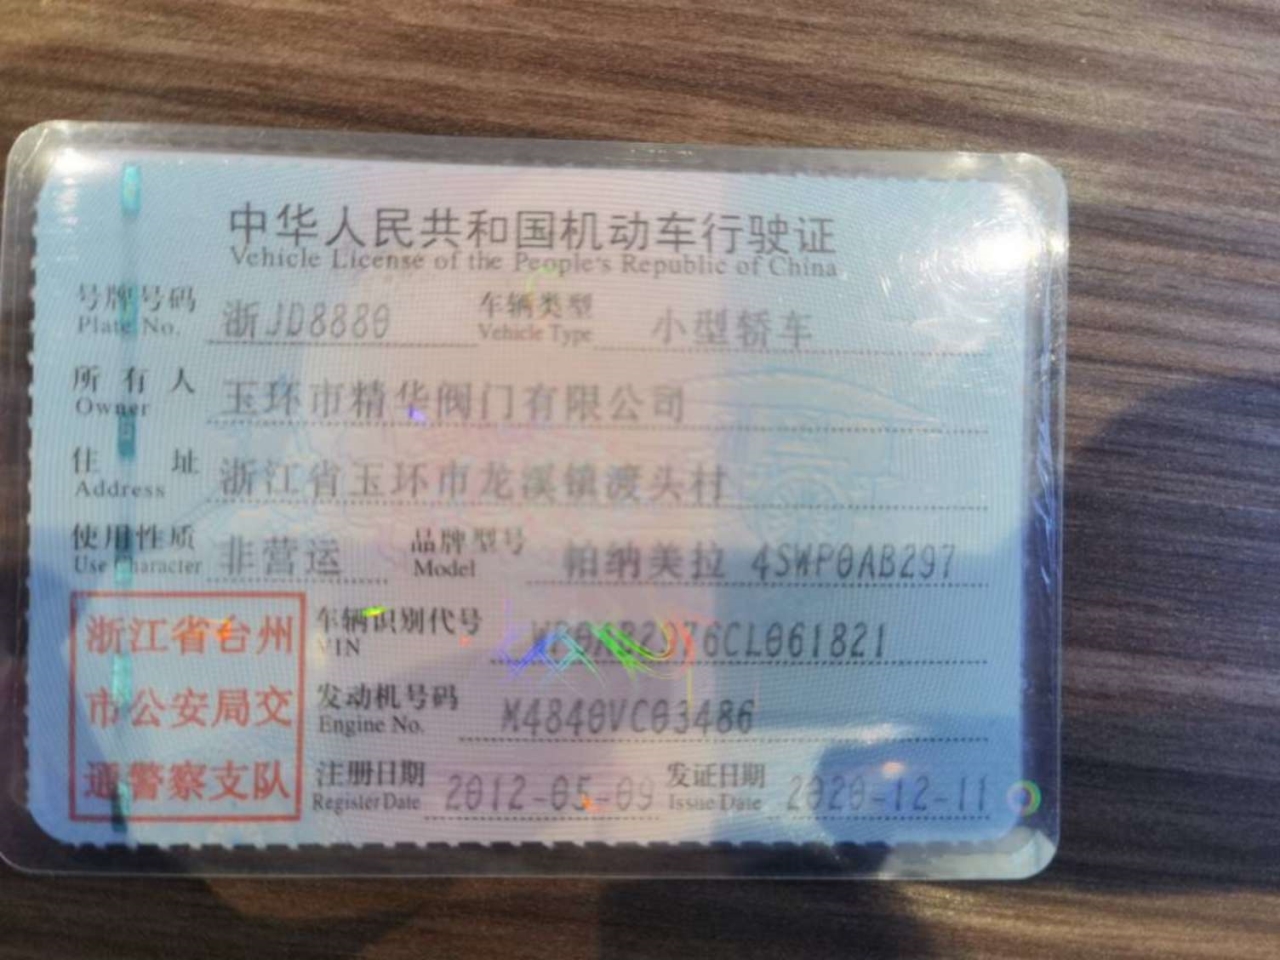 中华人民共和国机动车行驶证
Vehicle License of the People's Republic of China
号牌号码 浙JD8880 车辆类型 小型轿车
Plate No. Vehicle Type
所有人 玉环市精华阀门有限公司
Owner
住址 浙江省玉环市龙溪镇渡头村
Address
使用性质 非营运 品牌型号 帕纳美拉 4SWP0AB297
Use Character Model
浙江省台州
市公安局交
通警察支队
车辆识别代号 WP0AB2976CL061821
VIN
发动机号码 M4840VC03486
Engine No.
注册日期 2012-05-09 发证日期 2020-12-11
Register Date Issue Date